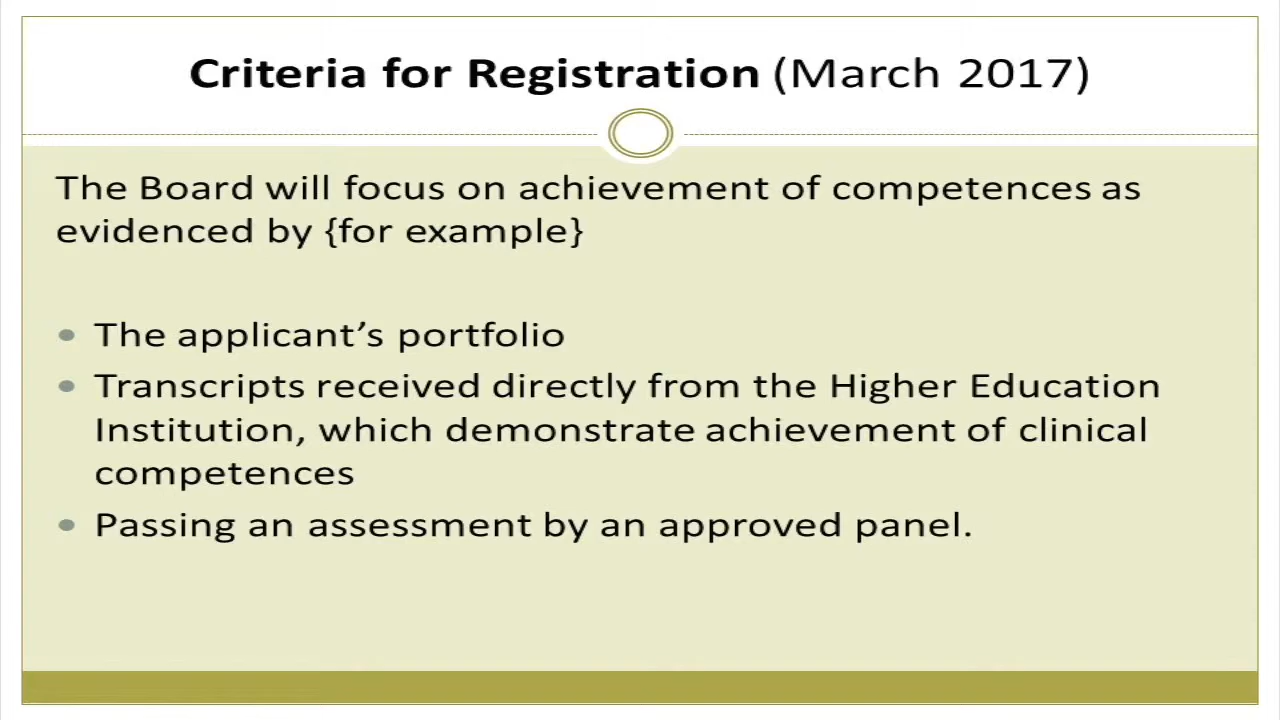 Criteria for Registration (March 2017)
The Board will focus on achievement of competences as
evidenced by {for example}
• The applicant’s portfolio
• Transcripts received directly from the Higher Education
Institution, which demonstrate achievement of clinical
competences
• Passing an assessment by an approved panel.